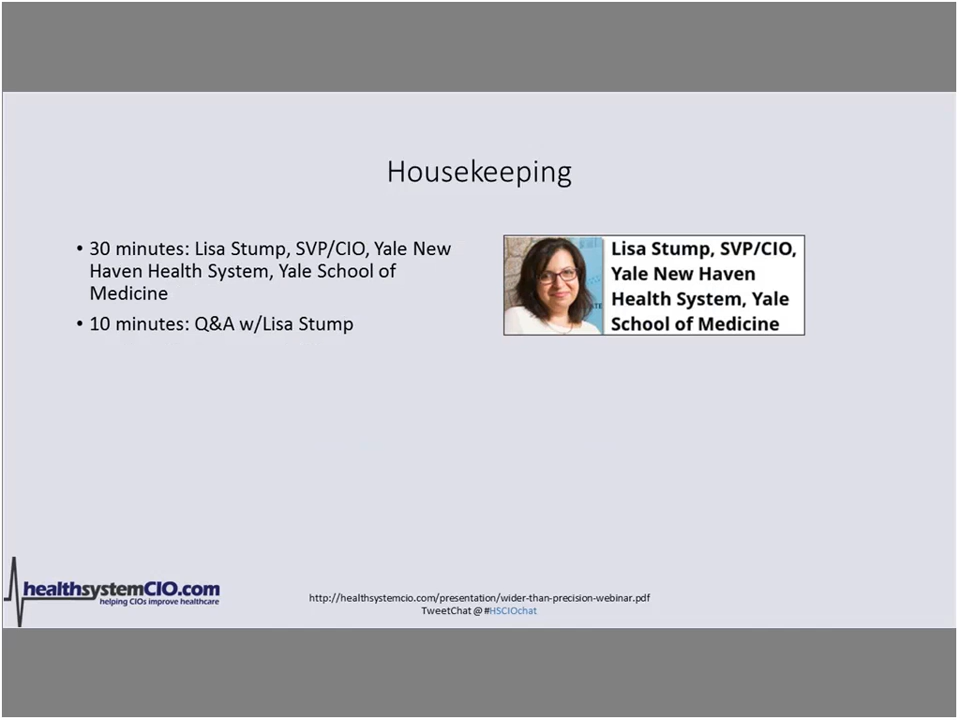 Housekeeping
• 30 minutes: Lisa Stump, SVP/CIO, Yale New
Haven Health System, Yale School of
Medicine
• 10 minutes: Q&A w/Lisa Stump
Lisa Stump, SVP/CIO,
Yale New Haven
Health System, Yale
School of Medicine
healthsystemCIO.com
helping CIOs improve healthcare
http://healthsystemcio.com/presentation/wider-than-precision-webinar.pdf
TweetChat @#HSCIOchat